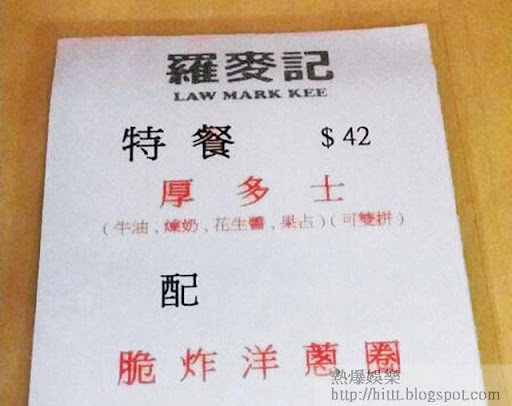 羅麥記
LAW MARK KEE
特餐 $42
厚多士
(牛油、煉奶、花生醬、果占)(可雙拼)
配
脆炸洋蔥圈
熱爆娛樂
http://hittt.blogspot.com